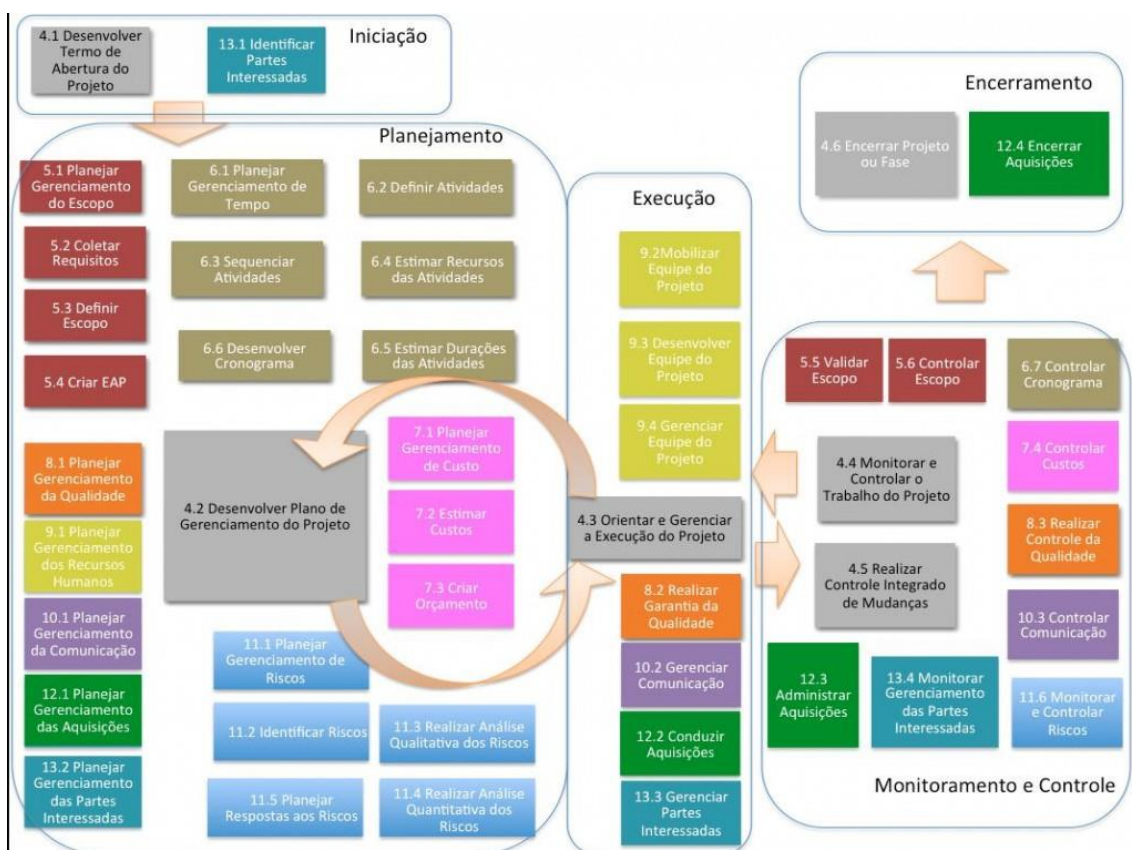 Iniciação
4.1 Desenvolver
Termo de
Abertura do
Projeto
13.1 Identificar
Partes
Interessadas
Planejamento
5.1 Planejar
Gerenciamento
do Escopo
6.1 Planejar
Gerenciamento de
Tempo
6.2 Definir Atividades
5.2 Coletar
Requisitos
6.3 Sequenciar
Atividades
6.4 Estimar Recursos
das Atividades
5.3 Definir
Escopo
6.6 Desenvolver
Cronograma
6.5 Estimar Durações
das Atividades
5.4 Criar EAP
8.1 Planejar
Gerenciamento
da Qualidade
9.1 Planejar
Gerenciamento
dos Recursos
Humanos
10.1 Planejar
Gerenciamento
da Comunicação
12.1 Planejar
Gerenciamento
das Aquisições
13.2 Planejar
Gerenciamento
das Partes
Interessadas
4.2 Desenvolver Plano de
Gerenciamento do Projeto
7.1 Planejar
Gerenciamento
de Custo
7.2 Estimar
Custos
7.3 Criar
Orçamento
11.1 Planejar
Gerenciamento de
Riscos
11.2 Identificar Riscos
11.3 Realizar Análise
Qualitativa dos Riscos
11.5 Planejar
Respostas aos Riscos
11.4 Realizar Análise
Quantitativa dos
Riscos
Execução
9.2Mobilizar
Equipe do
Projeto
9.3 Desenvolver
Equipe do
Projeto
9.4 Gerenciar
Equipe do
Projeto
4.3 Orientar e Gerenciar
a Execução do Projeto
8.2 Realizar
Garantia da
Qualidade
10.2 Gerenciar
Comunicação
12.2 Conduzir
Aquisições
13.3 Gerenciar
Partes
Interessadas
Encerramento
4.6 Encerrar Projeto
ou Fase
12.4 Encerrar
Aquisições
5.5 Validar
Escopo
5.6 Controlar
Escopo
6.7 Controlar
Cronograma
4.4 Monitorar e
Controlar o
Trabalho do Projeto
7.4 Controlar
Custos
4.5 Realizar
Controle Integrado
de Mudanças
8.3 Realizar
Controle da
Qualidade
10.3 Controlar
Comunicação
12.3
Administrar
Aquisições
13.4 Monitorar
Gerenciamento
das Partes
Interessadas
11.6 Monitorar
e Controlar
Riscos
Monitoramento e Controle